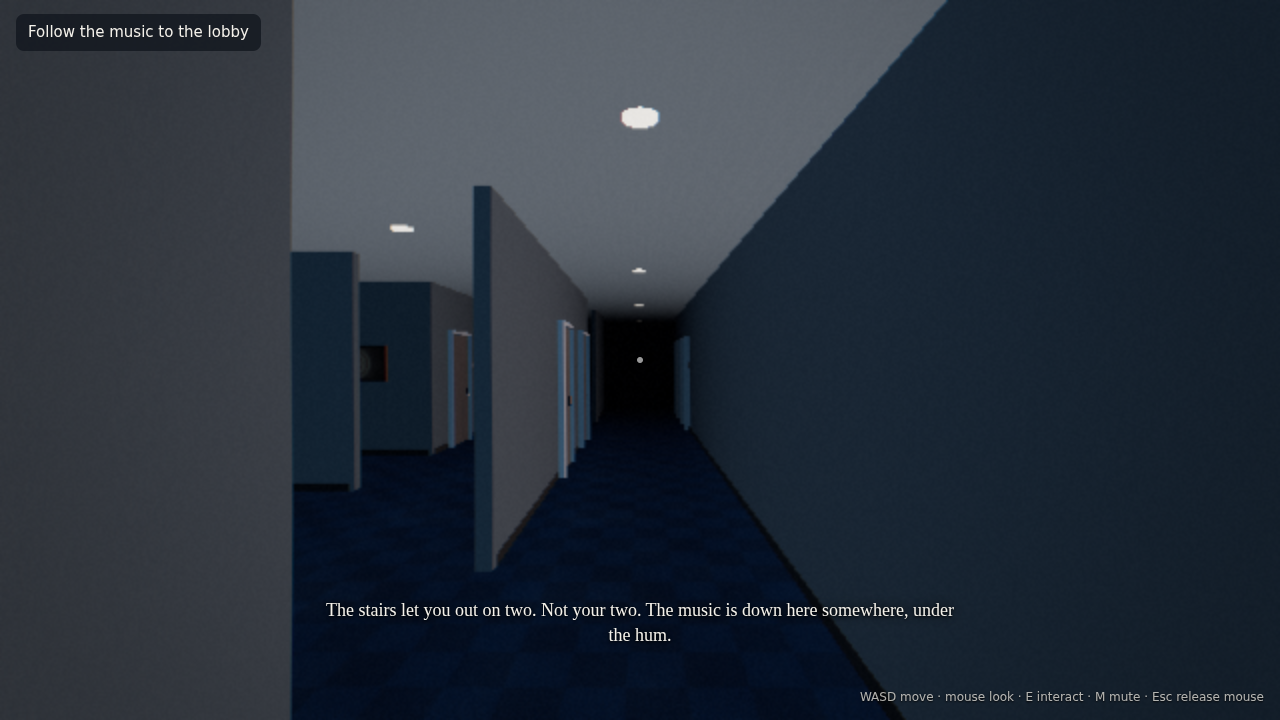 Follow the music to the lobby
The stairs let you out on two. Not your two. The music is down here somewhere, under
the hum.
WASD move · mouse look · E interact · M mute · Esc release mouse